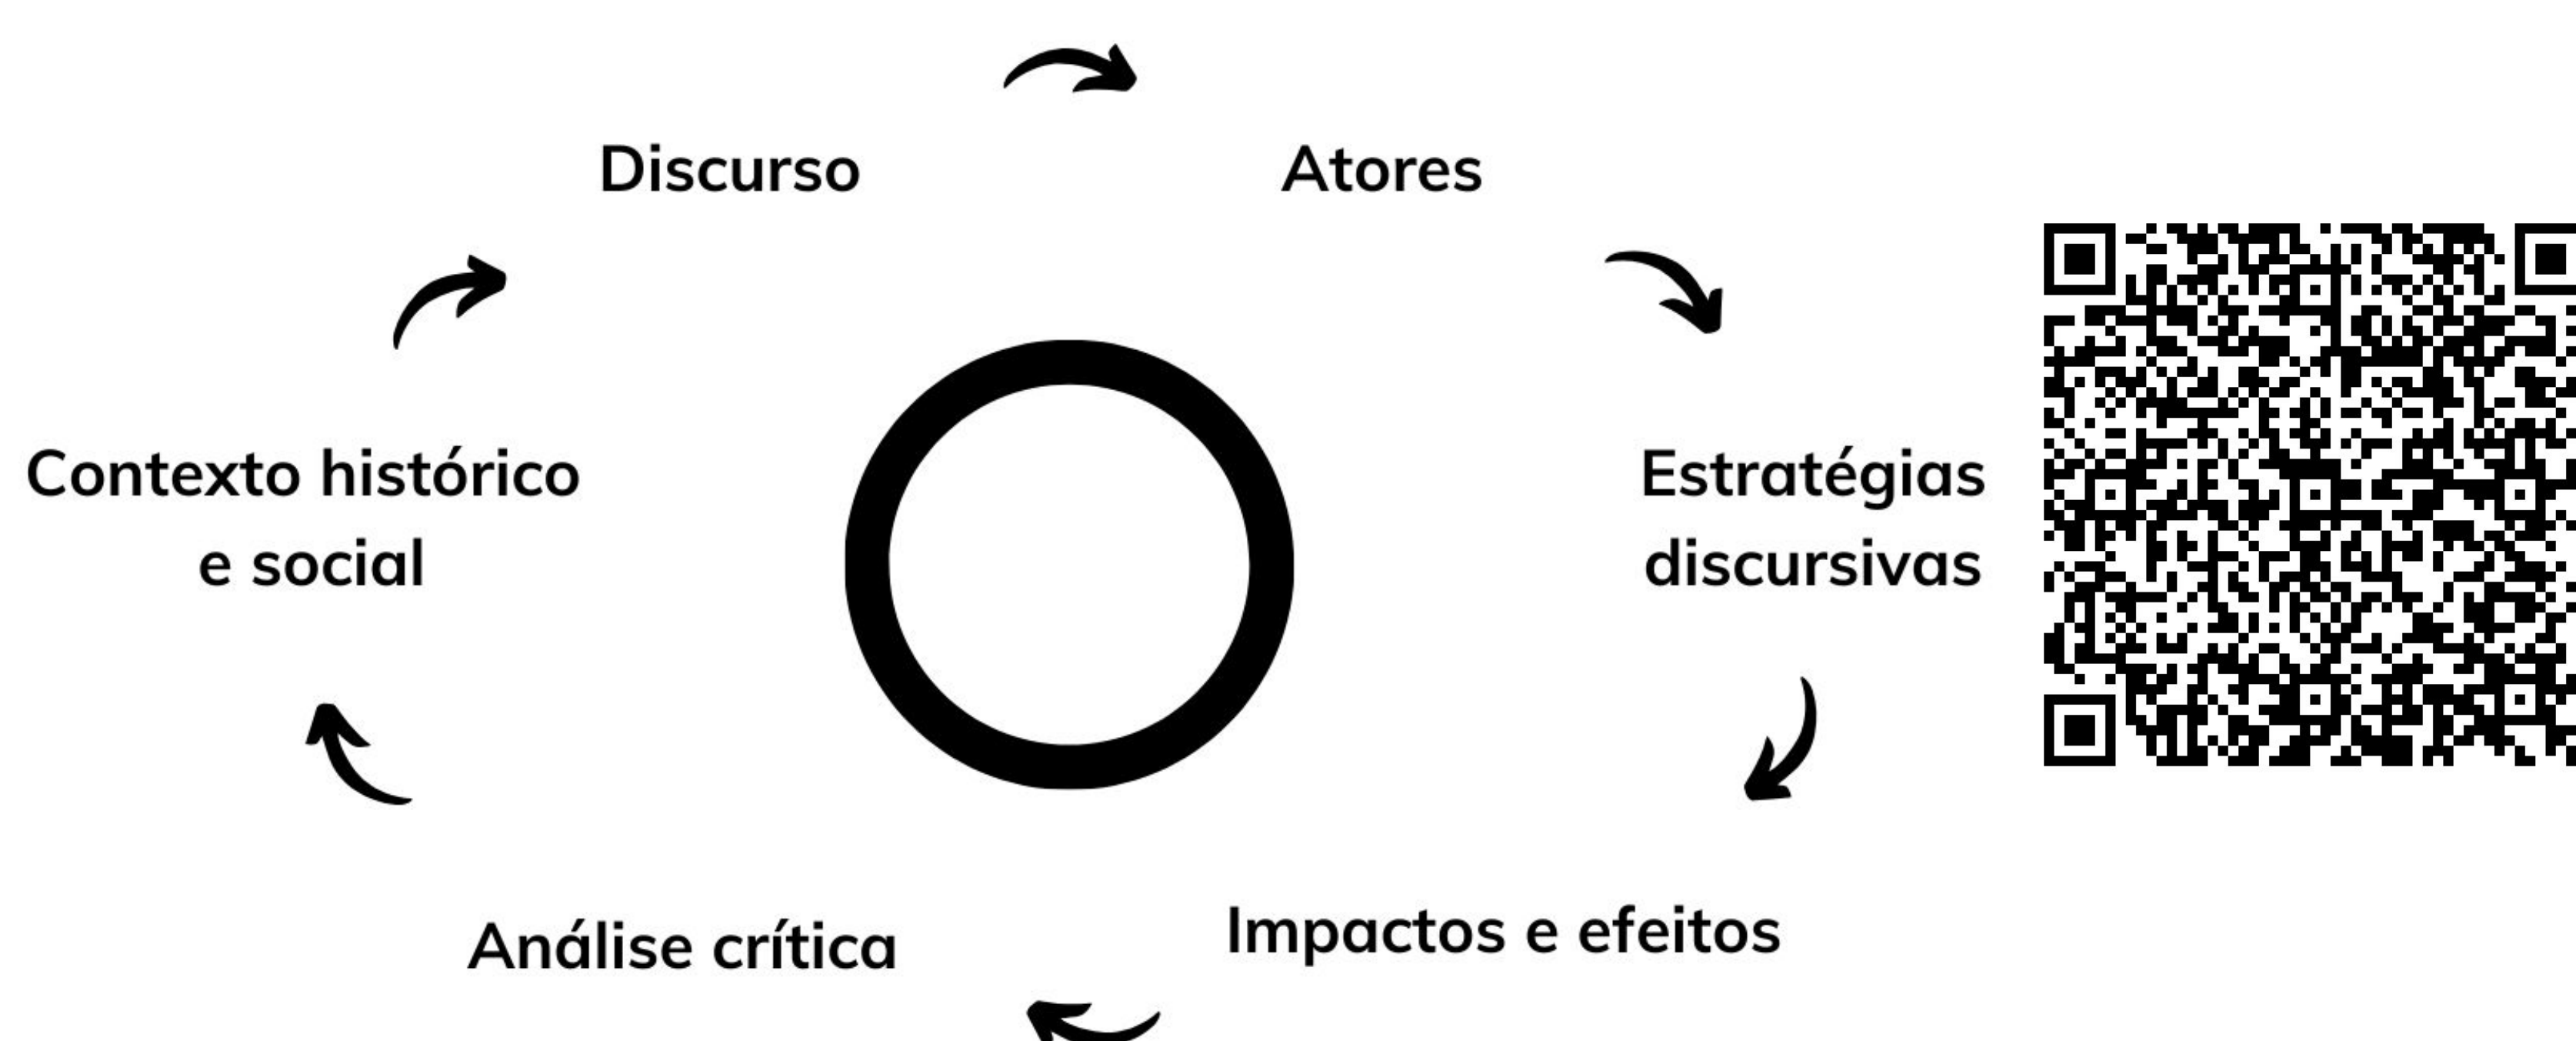 Discurso
Atores
Contexto histórico
e social
Estratégias
discursivas
Análise crítica
Impactos e efeitos